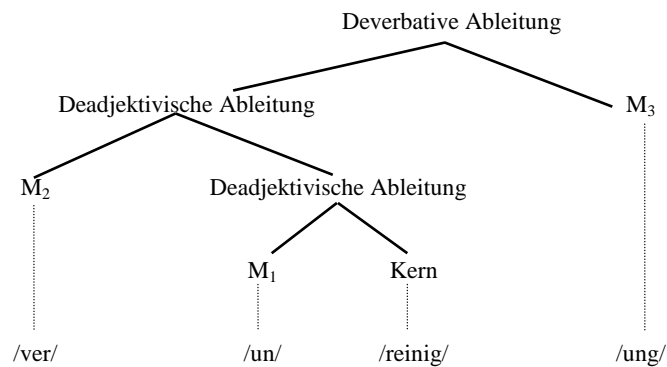 Deverbative Ableitung
Deadjektivische Ableitung M₃
M₂ Deadjektivische Ableitung
M₁ Kern
/ver/ /un/ /reinig/ /ung/